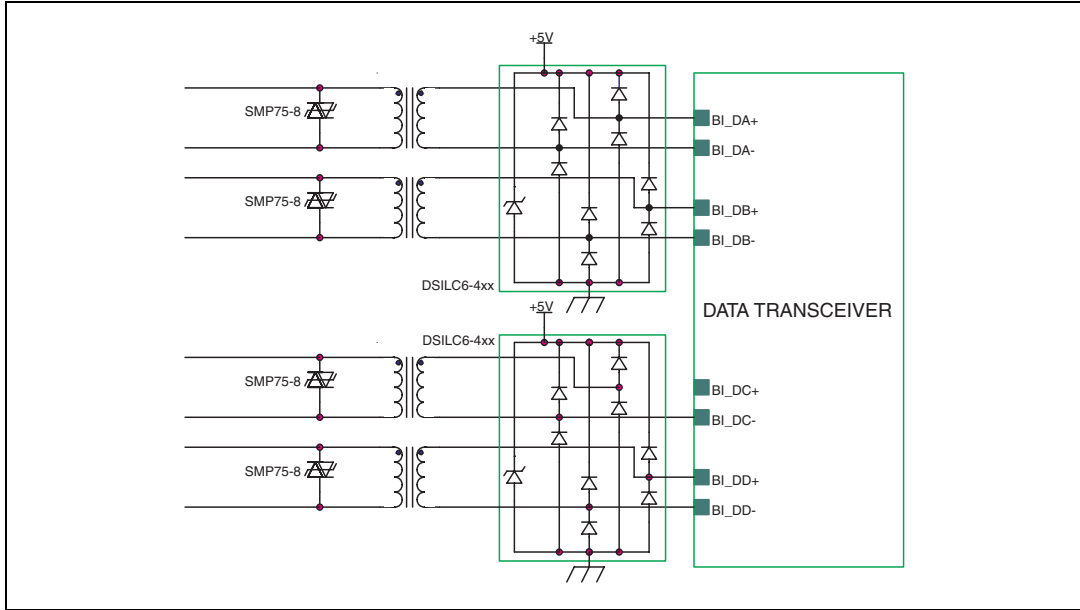 +5V
SMP75-8
BI_DA+
BI_DA-
SMP75-8
BI_DB+
BI_DB-
DSILC6-4xx
+5V
DATA TRANSCEIVER
DSILC6-4xx
SMP75-8
BI_DC+
BI_DC-
SMP75-8
BI_DD+
BI_DD-